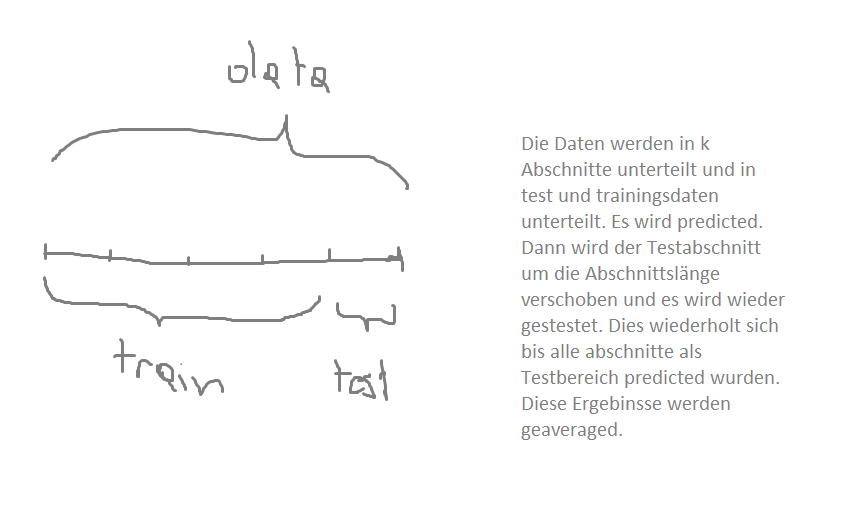 data
Die Daten werden in k
Abschnitte unterteilt und in
test und trainingsdaten
unterteilt. Es wird predicted.
Dann wird der Testabschnitt
um die Abschnittslänge
verschoben und es wird wieder
gestestet. Dies wiederholt sich
bis alle abschnitte als
Testbereich predicted wurden.
Diese Ergebinsse werden
geaveraged.
train
test